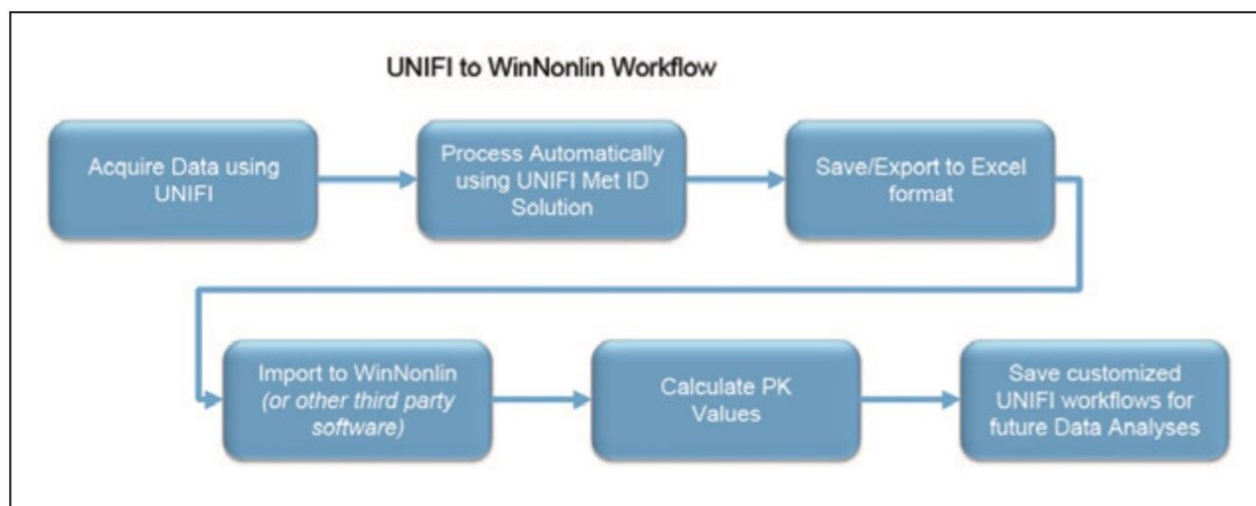 UNIFI to WinNonlin Workflow
Acquire Data using
UNIFI
Process Automatically
using UNIFI Met ID
Solution
Save/Export to Excel
format
Import to WinNonlin
(or other third party
software)
Calculate PK
Values
Save customized
UNIFI workflows for
future Data Analyses